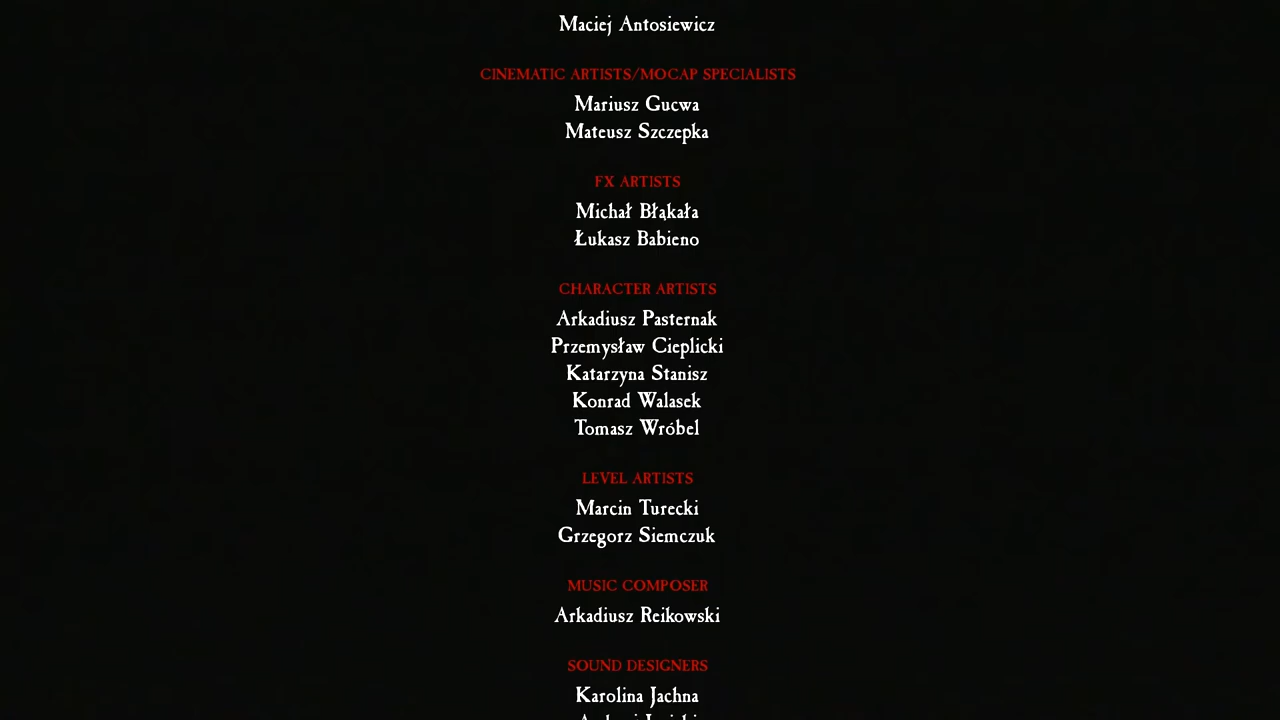 Maciej Antosiewicz
CINEMATIC ARTISTS/MOCAP SPECIALISTS
Mariusz Gucwa
Mateusz Szczepka
FX ARTISTS
Michał Błąkała
Łukasz Babieno
CHARACTER ARTISTS
Arkadiusz Pasternak
Przemysław Cieplicki
Katarzyna Stanisz
Konrad Walasek
Tomasz Wróbel
LEVEL ARTISTS
Marcin Turecki
Grzegorz Siemczuk
MUSIC COMPOSER
Arkadiusz Reikowski
SOUND DESIGNERS
Karolina Jachna